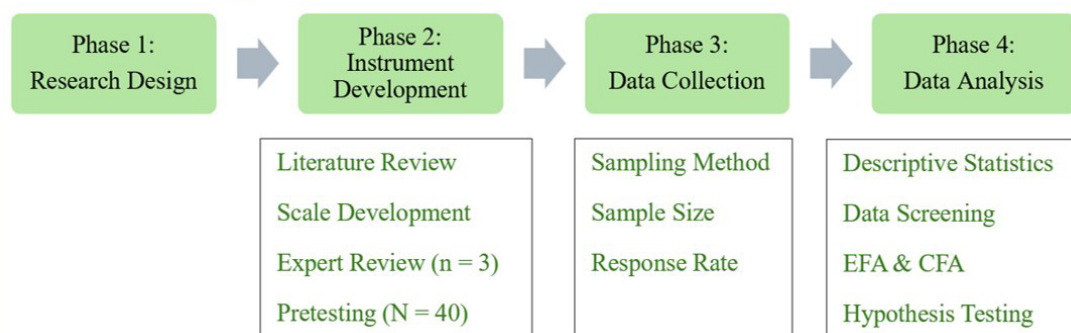 Phase 1:
Research Design
Phase 2:
Instrument
Development
Phase 3:
Data Collection
Phase 4:
Data Analysis
Literature Review
Scale Development
Expert Review (n = 3)
Pretesting (N = 40)
Sampling Method
Sample Size
Response Rate
Descriptive Statistics
Data Screening
EFA & CFA
Hypothesis Testing